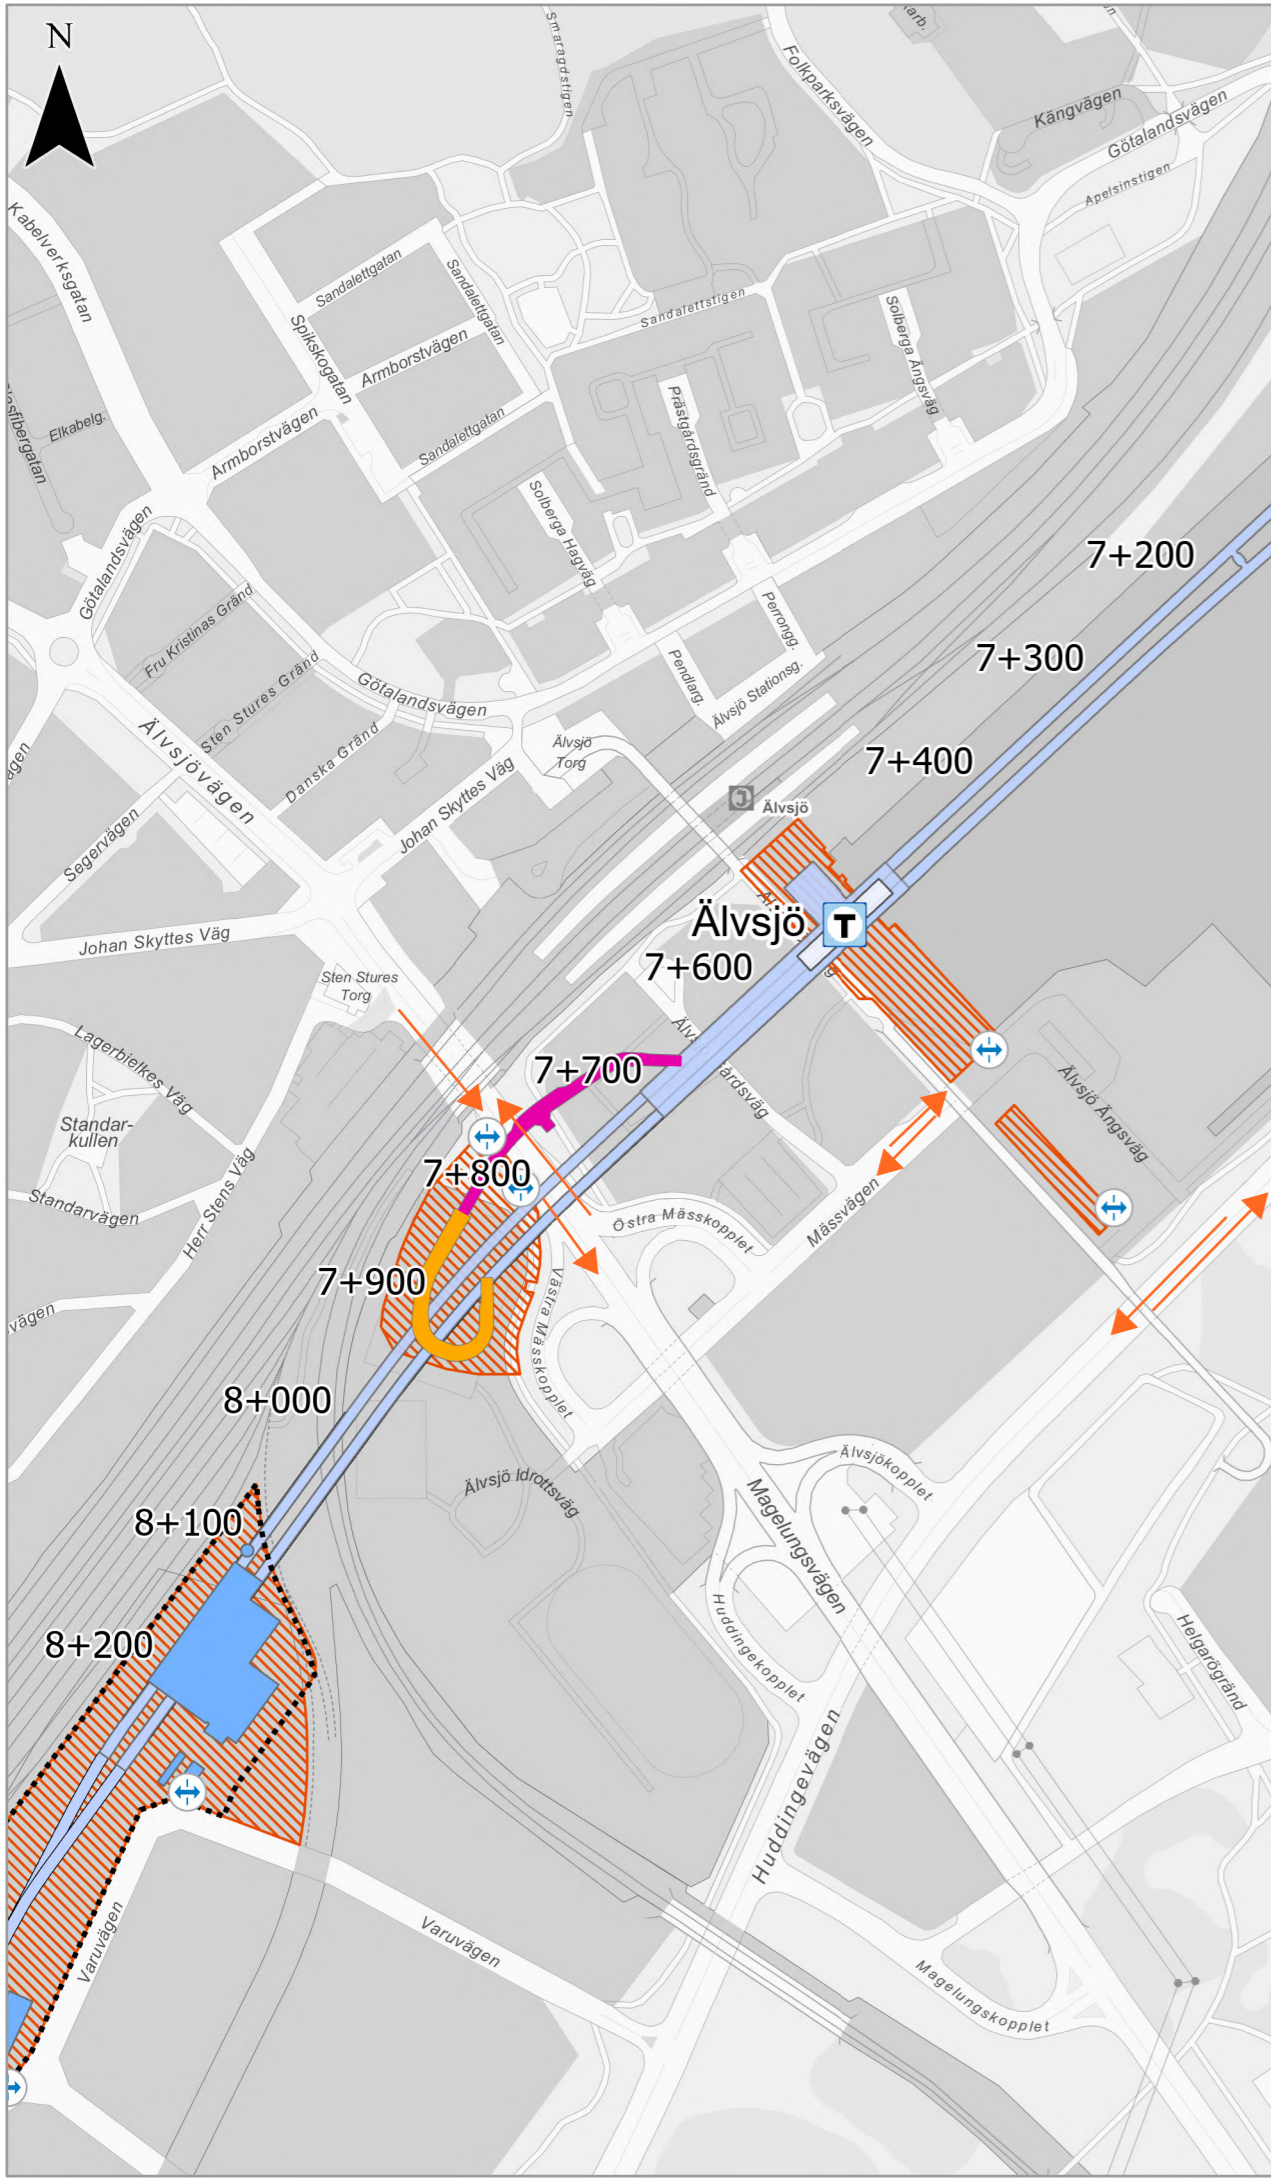 N
Smaragdstigen
Folkparksvägen
Kängvägen
Götalandsvägen
Apelsinstigen
Kabelverksgatan
Sandalettgatan
Sandalettgatan
Spikskogatan
Armborstvägen
Sandalettstigen
Solberga Ängsväg
Elkabelg.
Armborstvägen
Sandalettgatan
Prästgårdsgränd
Solberga Hagväg
Götalandsvägen
7+200
Fru Kristinas Gränd
Perrongg.
7+300
Sten Stures Gränd
Götalandsvägen
Pendlarg.
Älvsjö Stationsg.
Älvsjövägen
Danska Gränd
Älvsjö
Torg
7+400
Johan Skyttes Väg
J
Älvsjö
Segervägen
Älvsjö
T
Johan Skyttes Väg
7+600
Sten Stures
Torg
Lagerbielkes Väg
7+700
Älvsjö Ängsväg
Standar-
kullen
7+800
Standarvägen
Herr Stens Väg
Östra Mässkopplet
Mässvägen
7+900
Västra Mässkopplet
8+000
Älvsjö Idrottsväg
Älvsjökopplet
8+100
Magelungsvägen
8+200
Huddingekopplet
Helgarögränd
Huddingevägen
Varuvägen
Varuvägen
Magelungskopplet